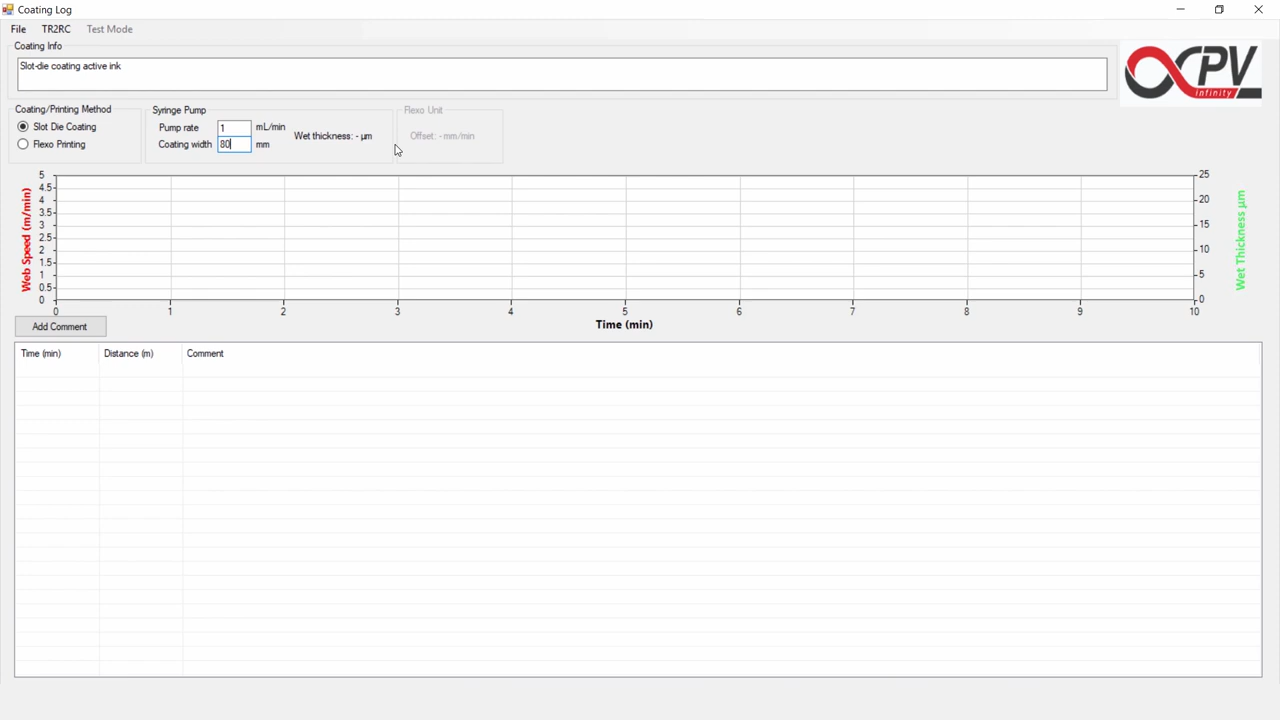 Coating Log
File TR2RC Test Mode
Coating Info
Slot-die coating active ink
PV
infinity
Coating/Printing Method
Slot Die Coating
Flexo Printing
Syringe Pump
Pump rate 1 mL/min
Coating width 80 mm
Wet thickness: - µm
Flexo Unit
Offset: - mm/min
Web Speed (m/min)
5
4.5
4
3.5
3
2.5
2
1.5
1
0.5
0
25
20
15
10
5
0
Wet Thickness µm
0 1 2 3 4 5 6 7 8 9 10
Time (min)
Add Comment
Time (min) Distance (m) Comment